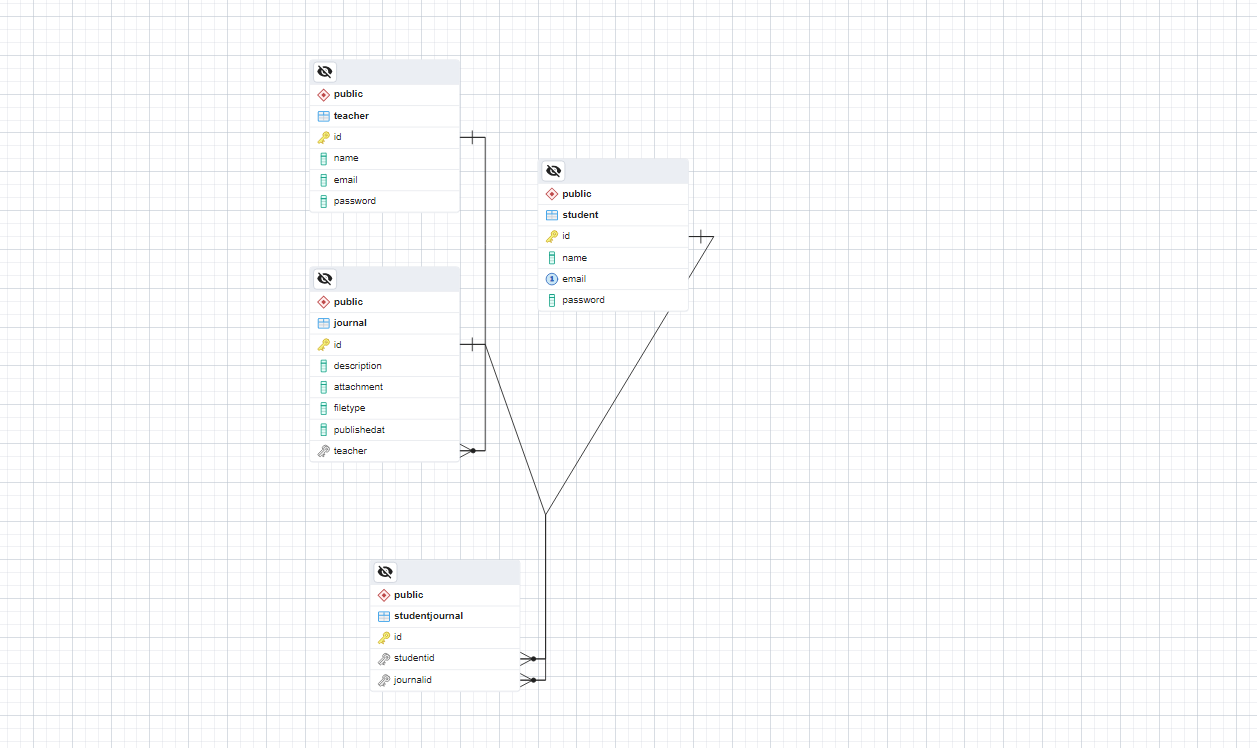 public
teacher
id
name
email
password
public
student
id
name
1
email
password
public
journal
id
description
attachment
filetype
publishedat
teacher
public
studentjournal
id
studentid
journalid